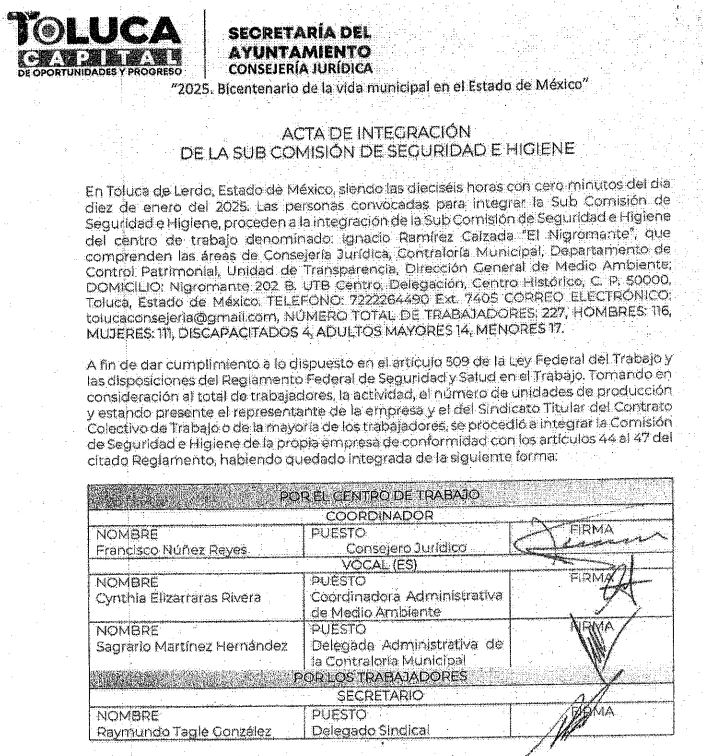 TOLUCA
CAPITAL
DE OPORTUNIDADES Y PROGRESO
SECRETARÍA DEL
AYUNTAMIENTO
CONSEJERÍA JURÍDICA
"2025. Bicentenario de la vida municipal en el Estado de México"
ACTA DE INTEGRACIÓN
DE LA SUB COMISIÓN DE SEGURIDAD E HIGIENE
En Toluca de Lerdo, Estado de México, siendo las dieciséis horas con cero minutos del día
diez de enero del 2025. Las personas convocadas para integrar la Sub Comisión de
Seguridad e Higiene, proceden a la integración de la Sub Comisión de Seguridad e Higiene
del centro de trabajo denominado: Ignacio Ramírez Calzada "El Nigromante", que
comprenden las áreas de Consejería Jurídica, Contraloría Municipal, Departamento de
Control Patrimonial, Unidad de Transparencia, Dirección General de Medio Ambiente;
DOMICILIO: Nigromante 202 B, UTB Centro, Delegación, Centro Histórico, C. P. 50000,
Toluca, Estado de México. TELEFONO: 7222264490 Ext. 7405 CORREO ELECTRÓNICO:
tolucaconsejeria@gmail.com, NÚMERO TOTAL DE TRABAJADORES: 227, HOMBRES: 116,
MUJERES: 111, DISCAPACITADOS 4, ADULTOS MAYORES 14, MENORES 17.
A fin de dar cumplimiento a lo dispuesto en el artículo 509 de la Ley Federal del Trabajo y
las disposiciones del Reglamento Federal de Seguridad y Salud en el Trabajo. Tomando en
consideración al total de trabajadores, la actividad, el número de unidades de producción
y estando presente el representante de la empresa y el del Sindicato Titular del Contrato
Colectivo de Trabajo o de la mayoría de los trabajadores, se procedió a integrar la Comisión
de Seguridad e Higiene de la propia empresa de conformidad con los artículos 44 al 47 del
citado Reglamento, habiendo quedado integrada de la siguiente forma:
POR EL CENTRO DE TRABAJO
COORDINADOR
NOMBRE PUESTO FIRMA
Francisco Núñez Reyes Consejero Jurídico
VOCAL (ES)
NOMBRE PUESTO FIRMA
Cynthia Elizarraras Rivera Coordinadora Administrativa
de Medio Ambiente
NOMBRE PUESTO FIRMA
Sagrario Martínez Hernández Delegada Administrativa de
la Contraloría Municipal
POR LOS TRABAJADORES
SECRETARIO
NOMBRE PUESTO FIRMA
Raymundo Tagle González Delegado Sindical